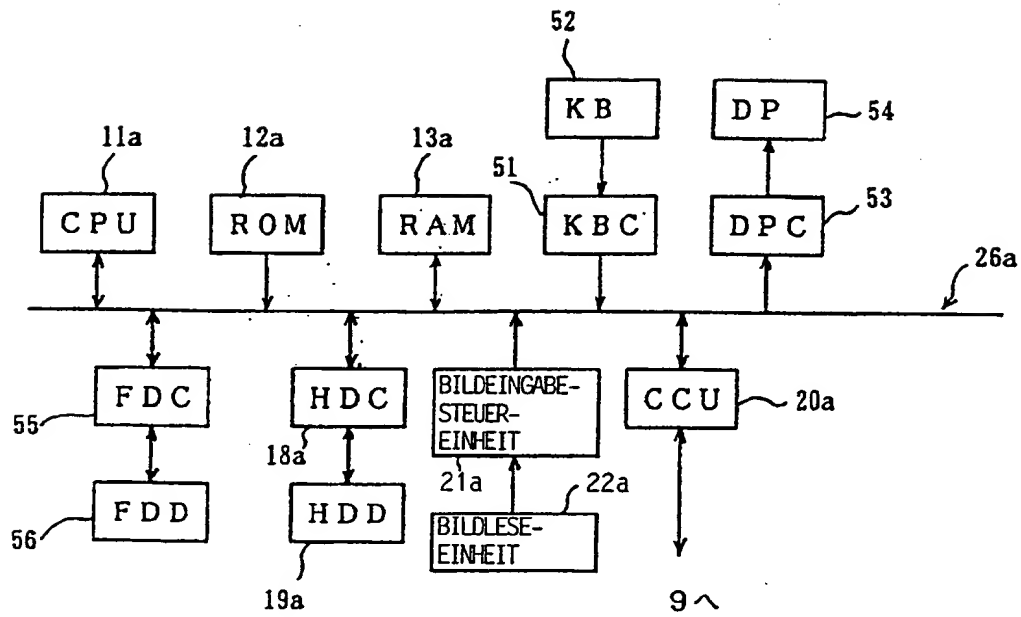 52
KB
DP
54
11a
12a
13a
51
53
CPU
ROM
RAM
KBC
DPC
26a
FDC
HDC
BILDEINGABE-
STEUER-
EINHEIT
CCU
55
18a
21a
20a
22a
FDD
HDD
BILDLESE-
EINHEIT
56
19a
9へ